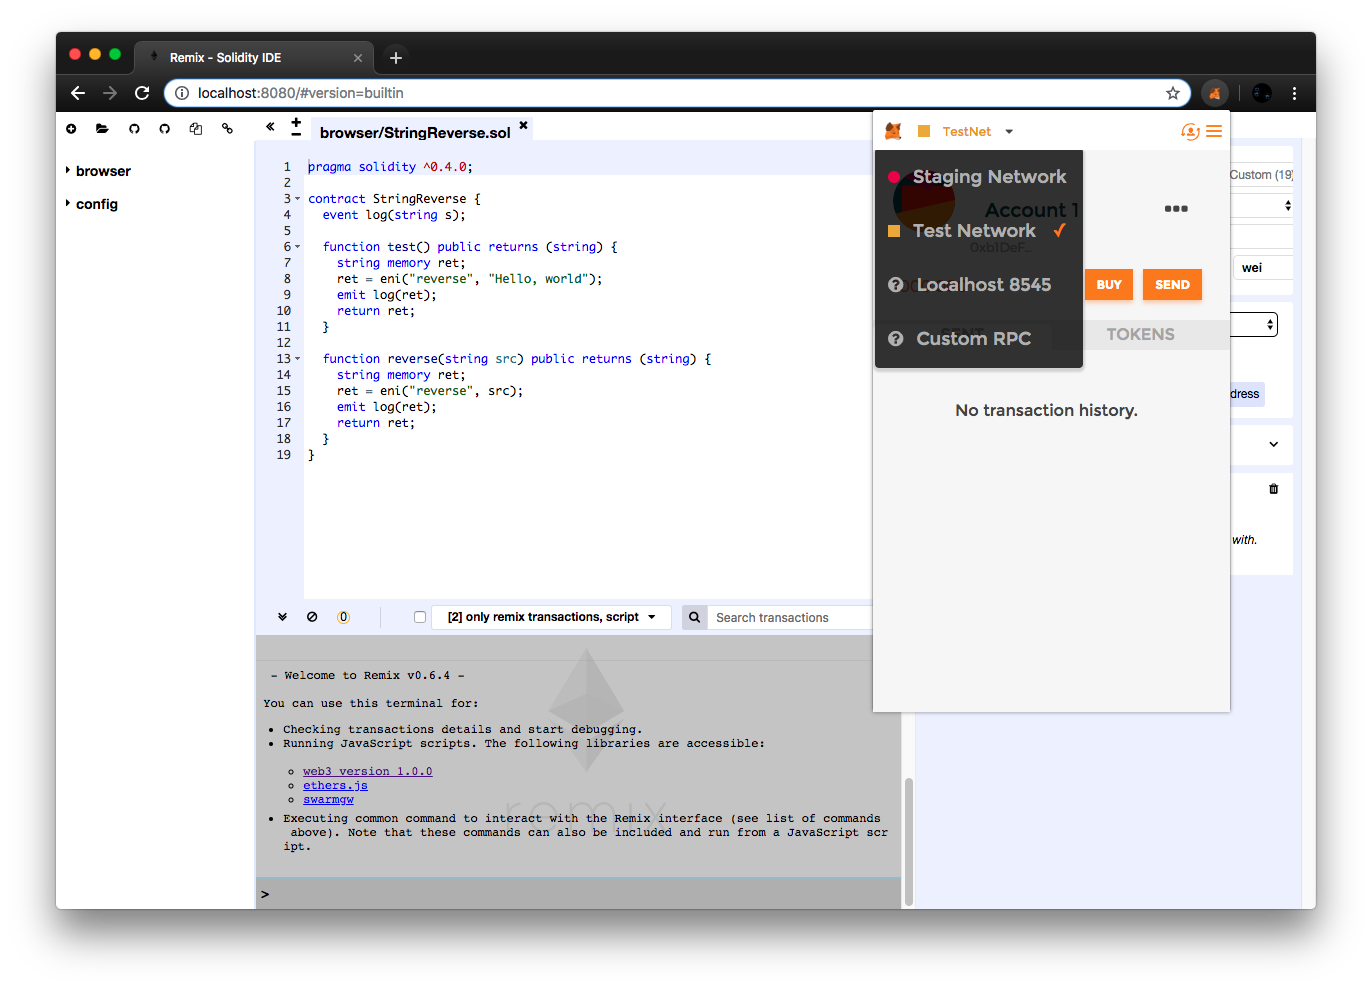 Remix - Solidity IDE
localhost:8080/#version=builtin
browser
config
browser/StringReverse.sol
1 pragma solidity ^0.4.0;
2
3 contract StringReverse {
4 event log(string s);
5
6 function test() public returns (string) {
7 string memory ret;
8 ret = eni("reverse", "Hello, world");
9 emit log(ret);
10 return ret;
11 }
12
13 function reverse(string src) public returns (string) {
14 string memory ret;
15 ret = eni("reverse", src);
16 emit log(ret);
17 return ret;
18 }
19 }
0
[2] only remix transactions, script
Search transactions
- Welcome to Remix v0.6.4 -
You can use this terminal for:
• Checking transactions details and start debugging.
• Running JavaScript scripts. The following libraries are accessible:
web3 version 1.0.0
ethers.js
swarmgw
• Executing common command to interact with the Remix interface (see list of commands
above). Note that these commands can also be included and run from a JavaScript scr
ipt.
remix
>
TestNet
Staging Network
Account 1
Test Network ✓
0xb1DeF...
Localhost 8545
BUY
SEND
SENT
Custom RPC
TOKENS
No transaction history.
Custom (19)
wei
dress
with.